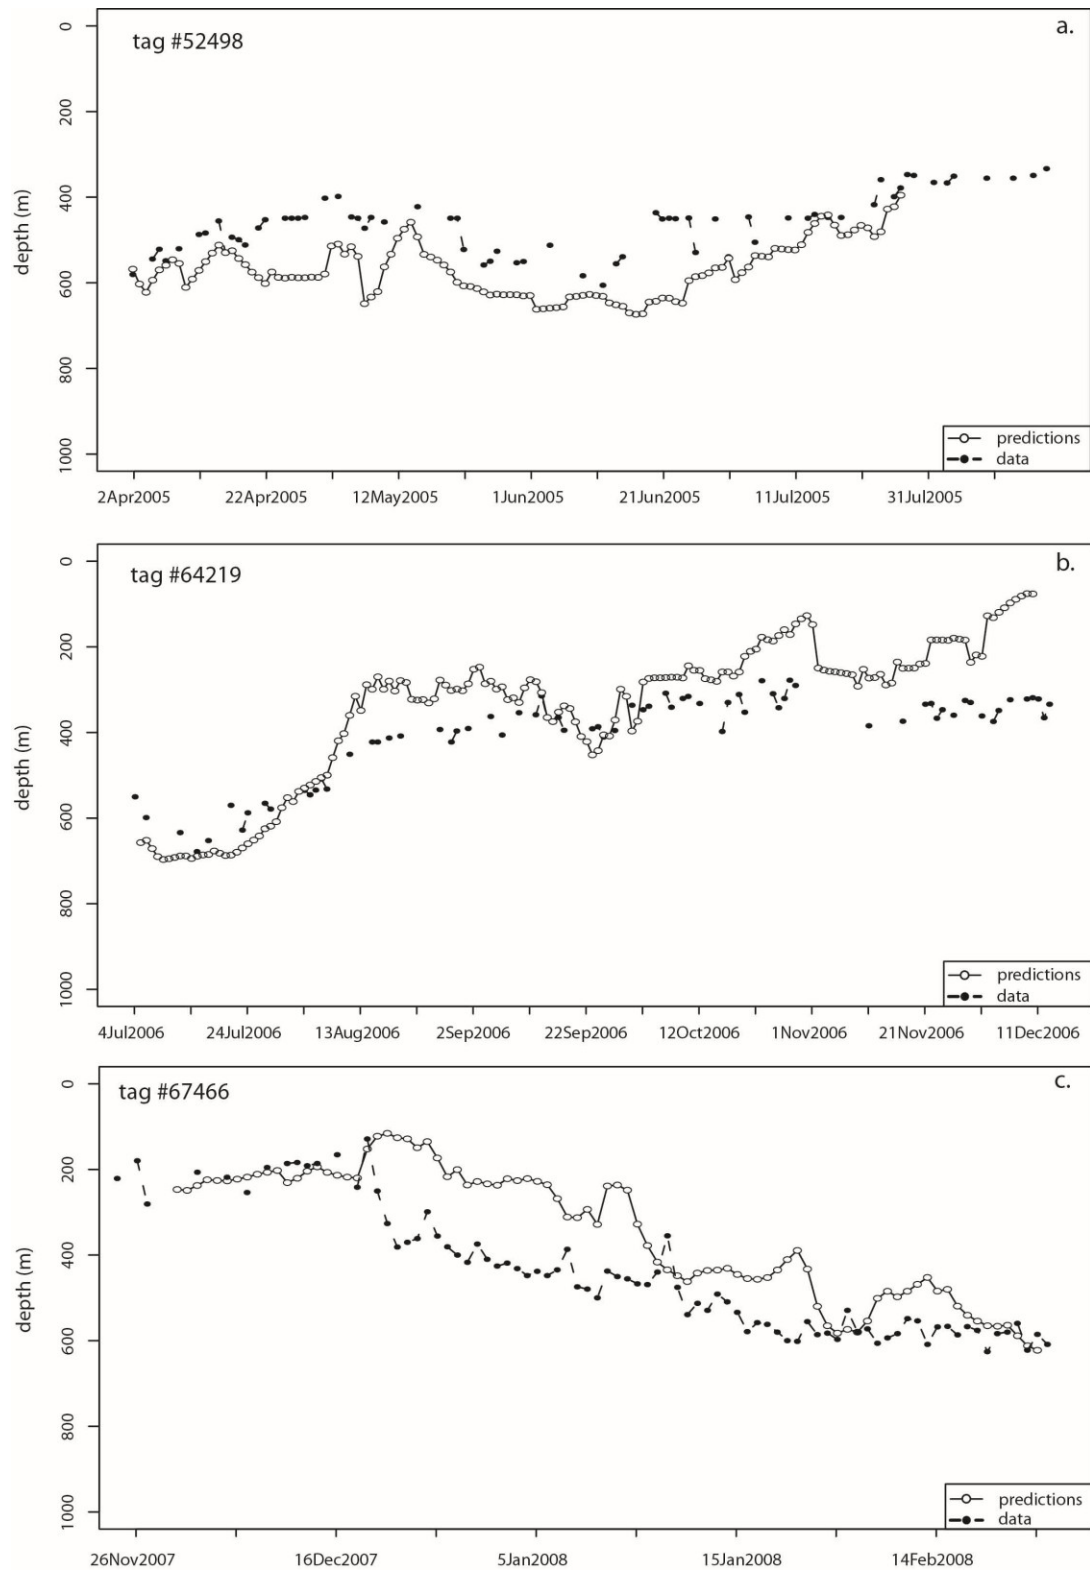 a.
tag #52498
0
200
400
600
800
1000
depth (m)
predictions
data
2Apr2005 22Apr2005 12May2005 1Jun2005 21Jun2005 11Jul2005 31Jul2005
b.
tag #64219
0
200
400
600
800
1000
depth (m)
predictions
data
4Jul2006 24Jul2006 13Aug2006 2Sep2006 22Sep2006 12Oct2006 1Nov2006 21Nov2006 11Dec2006
c.
tag #67466
0
200
400
600
800
1000
depth (m)
predictions
data
26Nov2007 16Dec2007 5Jan2008 15Jan2008 14Feb2008